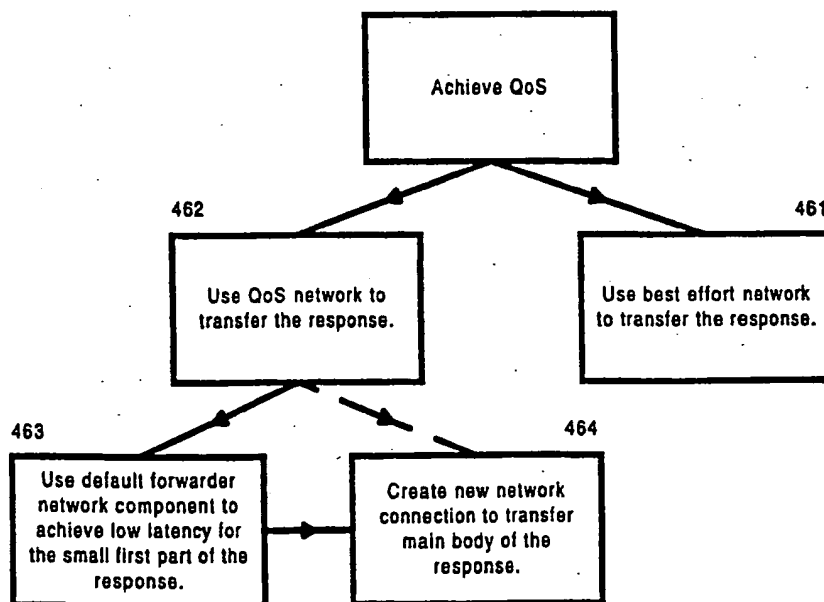 Achieve QoS
462
461
Use QoS network to
transfer the response.
Use best effort network
to transfer the response.
463
464
Use default forwarder
network component to
achieve low latency for
the small first part of the
response.
Create new network
connection to transfer
main body of the
response.